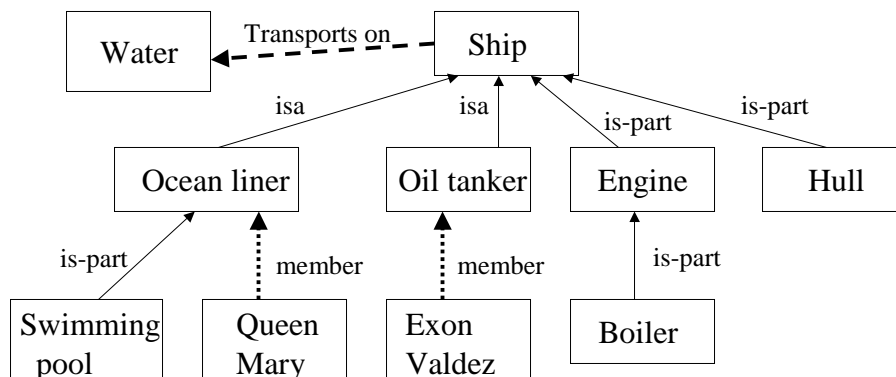 Water
Transports on
Ship
isa
isa
is-part
is-part
Ocean liner
Oil tanker
Engine
Hull
is-part
member
member
is-part
Swimming
pool
Queen
Mary
Exon
Valdez
Boiler